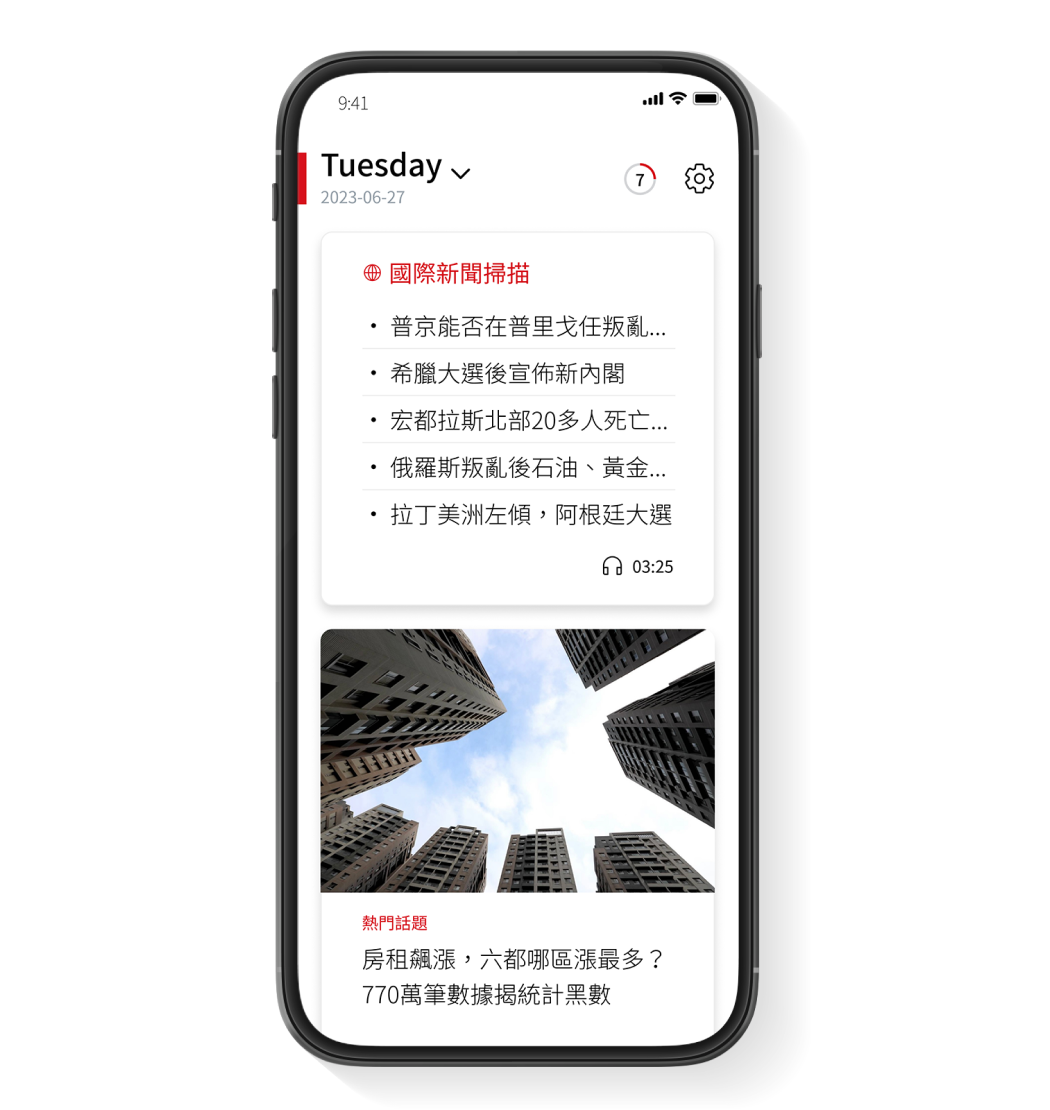 9:41
Tuesday
2023-06-27
7
國際新聞掃描
• 普京能否在普里戈任叛亂...
• 希臘大選後宣佈新內閣
• 宏都拉斯北部20多人死亡...
• 俄羅斯叛亂後石油、黃金...
• 拉丁美洲左傾，阿根廷大選
03:25
熱門話題
房租飆漲，六都哪區漲最多？
770萬筆數據揭統計黑數